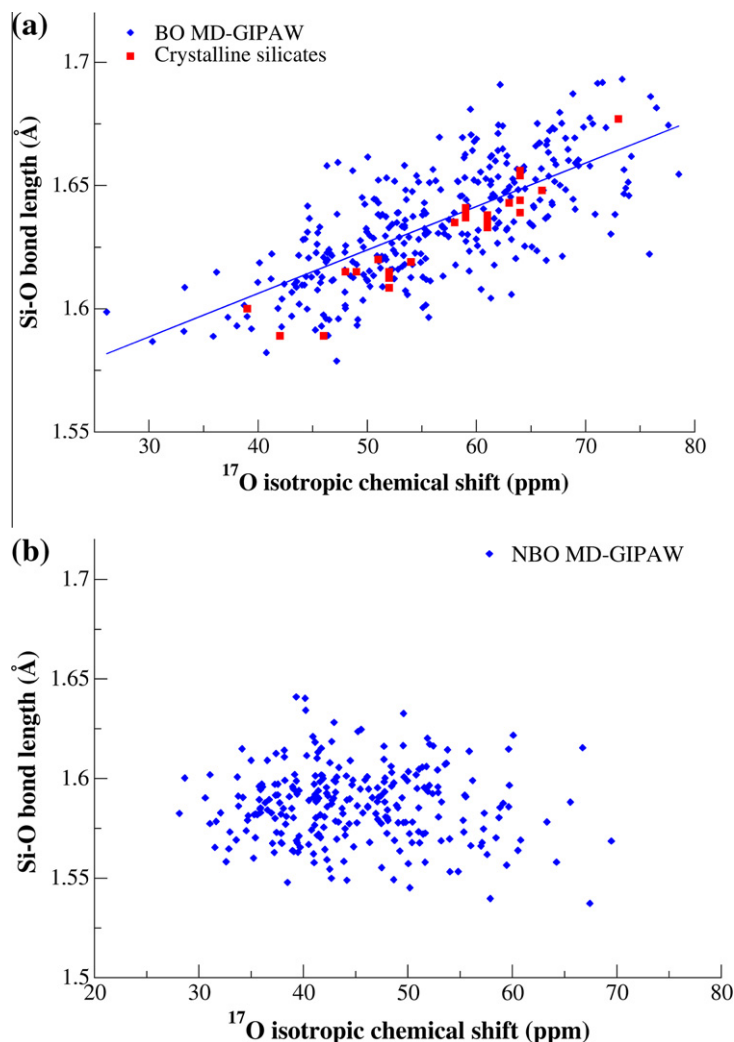 (a)
BO MD-GIPAW
Crystalline silicates
1.7
1.65
1.6
1.55
Si-O bond length (Å)
30 40 50 60 70 80
¹⁷O isotropic chemical shift (ppm)
(b)
NBO MD-GIPAW
1.7
1.65
1.6
1.55
1.5
Si-O bond length (Å)
20 30 40 50 60 70 80
¹⁷O isotropic chemical shift (ppm)